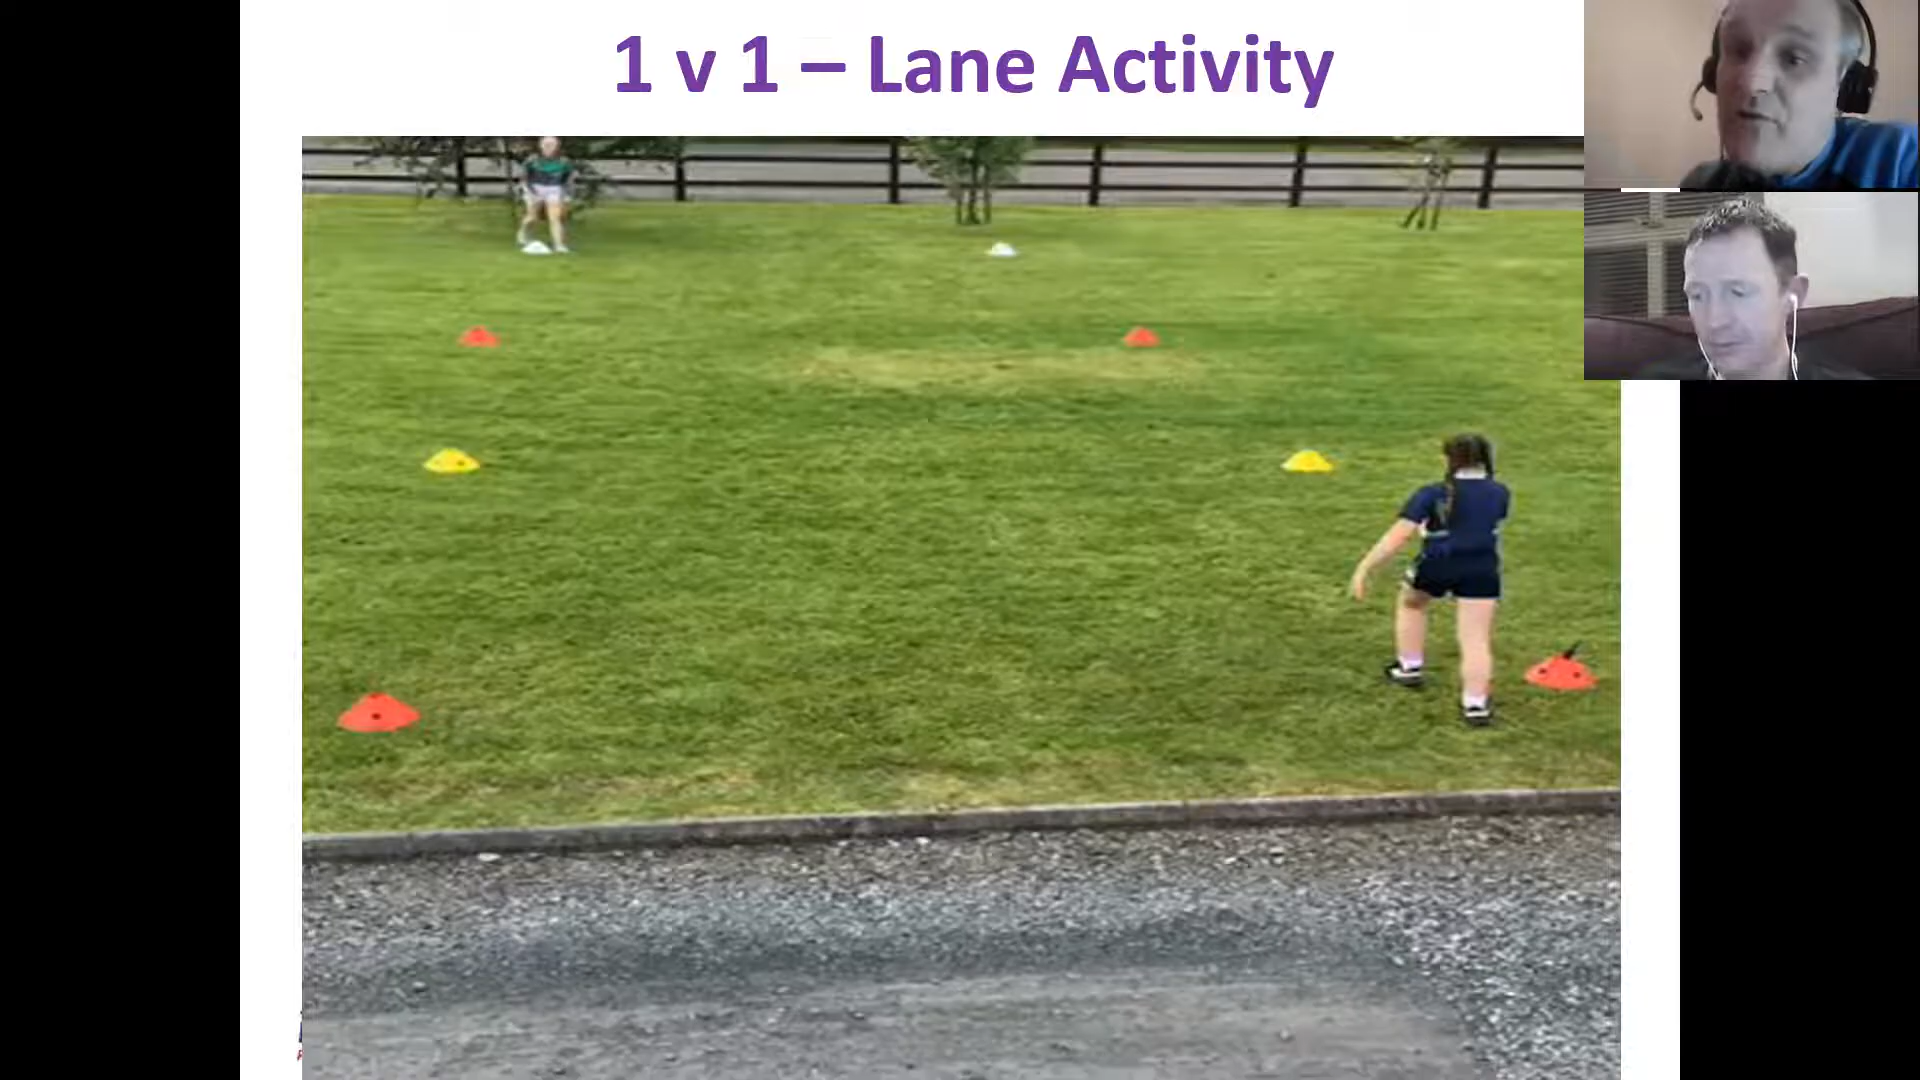 1 v 1 – Lane Activity